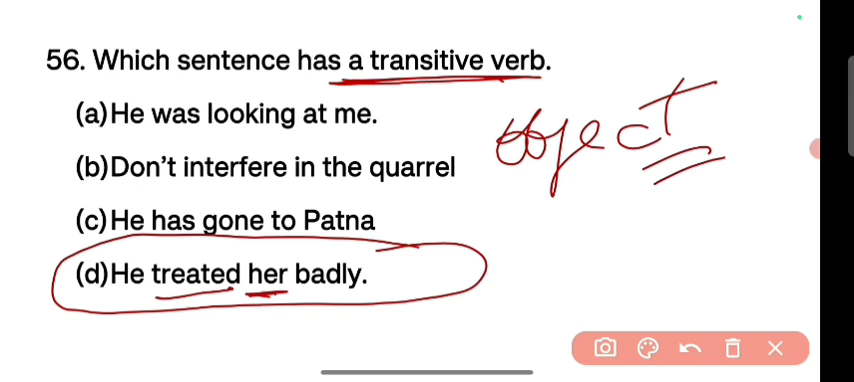 56. Which sentence has a transitive verb.
(a)He was looking at me.
object
(b)Don't interfere in the quarrel
(c)He has gone to Patna
(d)He treated her badly.